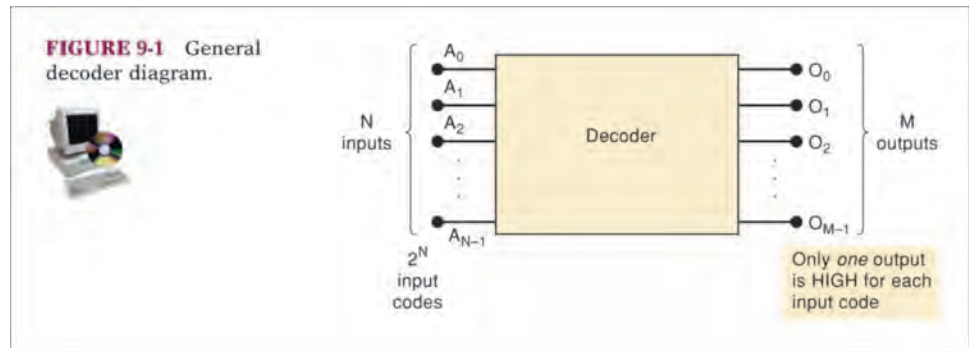 FIGURE 9-1 General
decoder diagram.
N
inputs
A0
A1
A2
AN–1
2^N
input
codes
Decoder
O0
O1
O2
OM–1
M
outputs
Only one output
is HIGH for each
input code